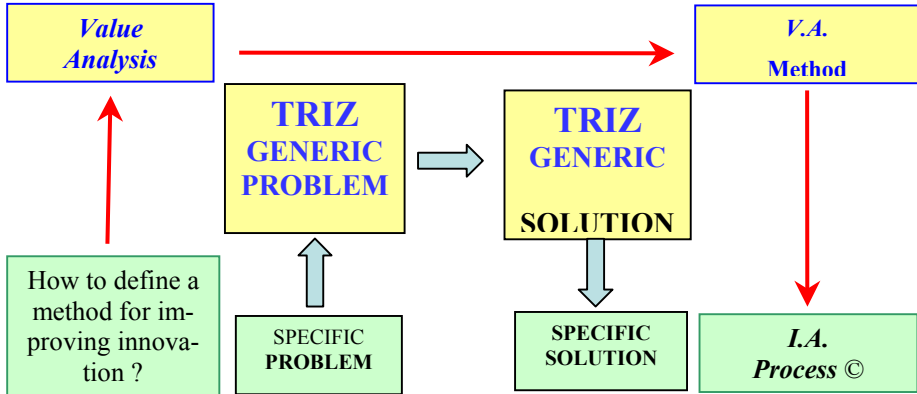 Value
Analysis
V.A.
Method
TRIZ
GENERIC
PROBLEM
TRIZ
GENERIC
SOLUTION
How to define a
method for im-
proving innova-
tion ?
SPECIFIC
PROBLEM
SPECIFIC
SOLUTION
I.A.
Process ©